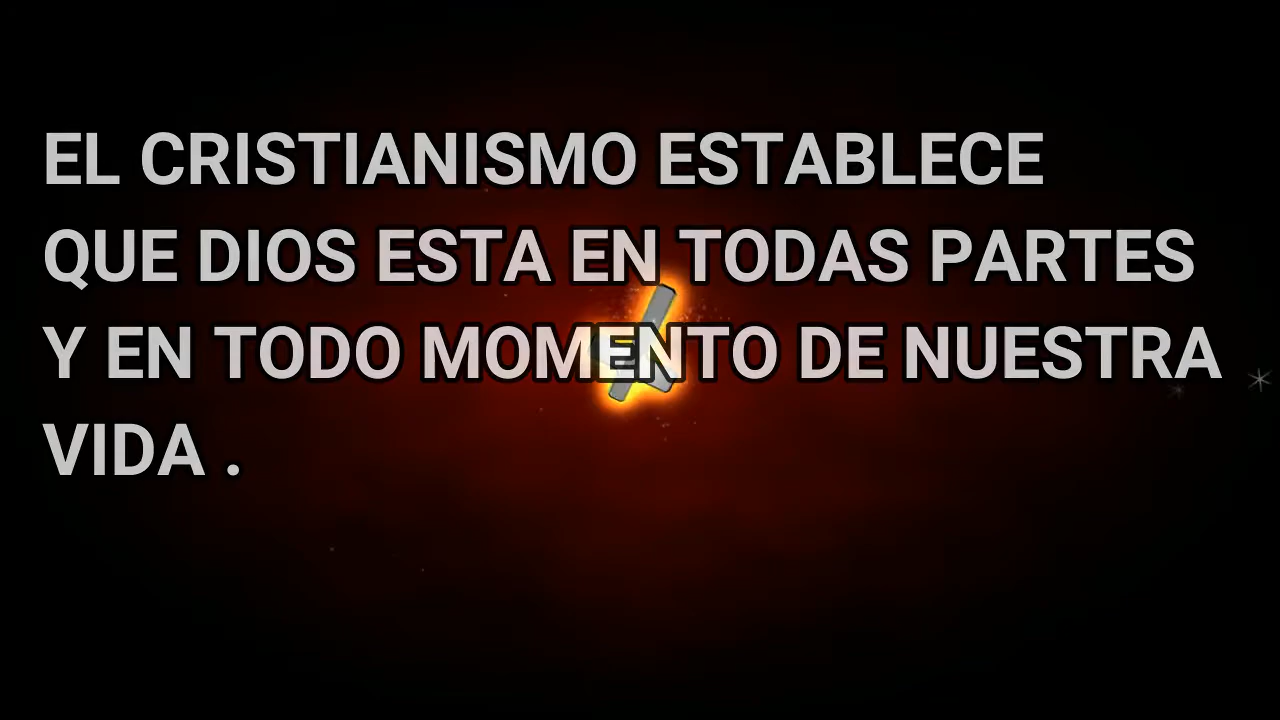 EL CRISTIANISMO ESTABLECE
QUE DIOS ESTA EN TODAS PARTES
Y EN TODO MOMENTO DE NUESTRA
VIDA .